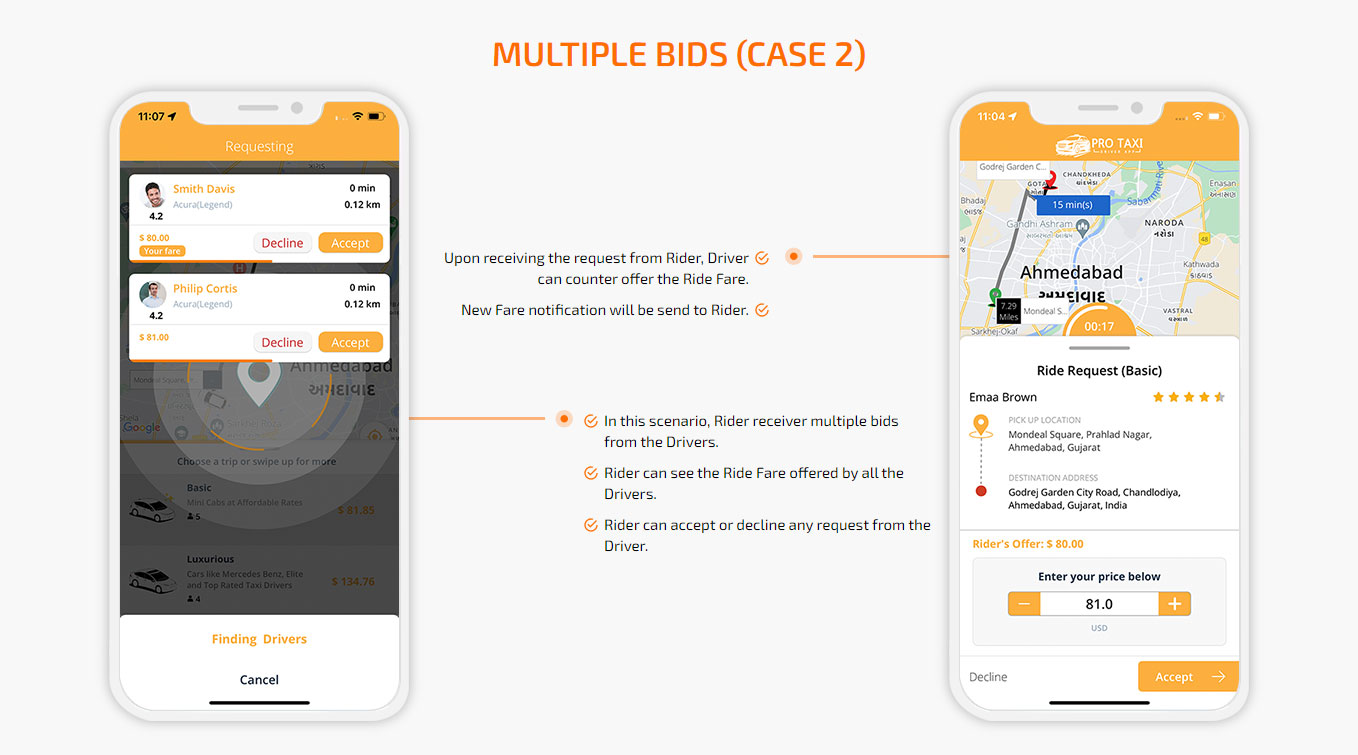 MULTIPLE BIDS (CASE 2)
11:07
Requesting
Smith Davis
0 min
Acura(Legend)
0.12 km
4.2
$ 80.00
Your fare
Decline
Accept
Philip Cortis
0 min
Acura(Legend)
0.12 km
4.2
$ 81.00
Decline
Accept
Ahmedabad
અમદાવાદ
Mondeal Square,
Google
Choose a trip or swipe up for more
Basic
Mini Cabs at Affordable Rates
5
$ 81.85
Luxurious
Cars like Mercedes Benz, Elite
and Top Rated Taxi Drivers
4
$ 134.76
Finding Drivers
Cancel
Upon receiving the request from Rider, Driver
can counter offer the Ride Fare.
New Fare notification will be send to Rider.
In this scenario, Rider receiver multiple bids
from the Drivers.
Rider can see the Ride Fare offered by all the
Drivers.
Rider can accept or decline any request from the
Driver.
11:04
PRO TAXI
DRIVER APP
Godrej Garden C...
CHANDKHEDA
ચાંદખેડા
GOTA
15 min(s)
Sabarmati River
Enasan
Bhadaj
Gandhi Ashram
NARODA
નરોડા
48
Kathwada
Ahmedabad
અમદાવાદ
7.29
Miles
Mondeal S...
VASTRAL
વસ્ત્રાલ
Sarkhej-Okaf
00:17
Ride Request (Basic)
Emaa Brown
PICK UP LOCATION
Mondeal Square, Prahlad Nagar,
Ahmedabad, Gujarat
DESTINATION ADDRESS
Godrej Garden City Road, Chandlodiya,
Ahmedabad, Gujarat, India
Rider's Offer: $ 80.00
Enter your price below
81.0
USD
Decline
Accept